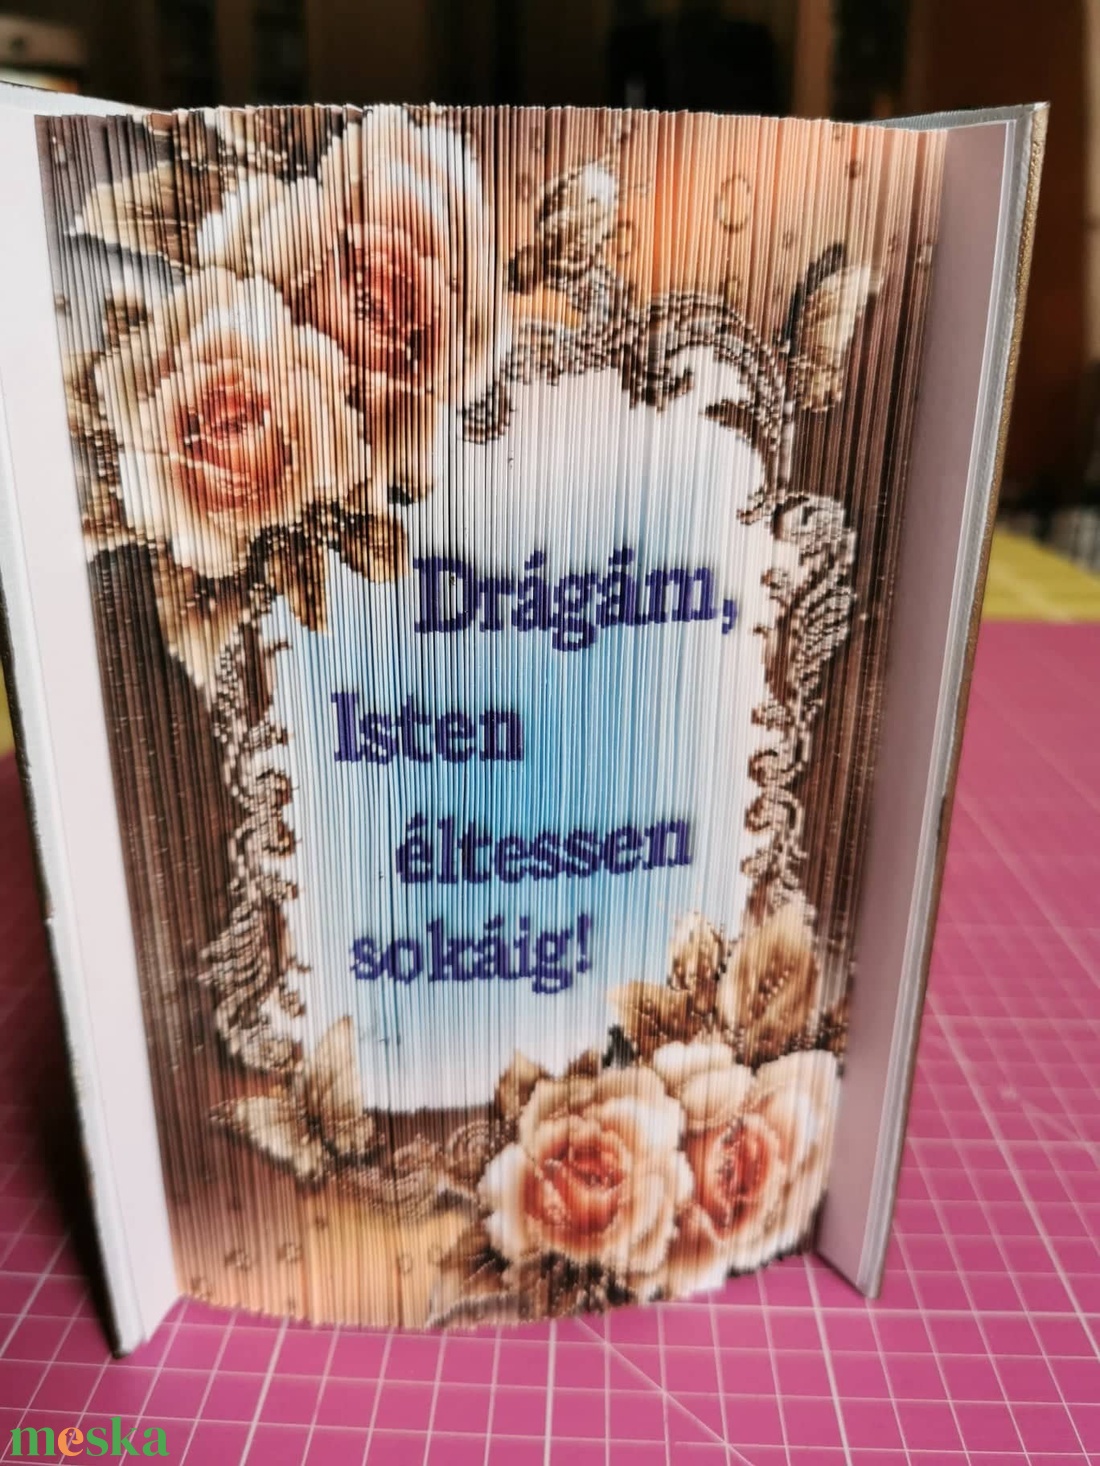 Drágám,
Isten
éltessen
sokáig!
meska